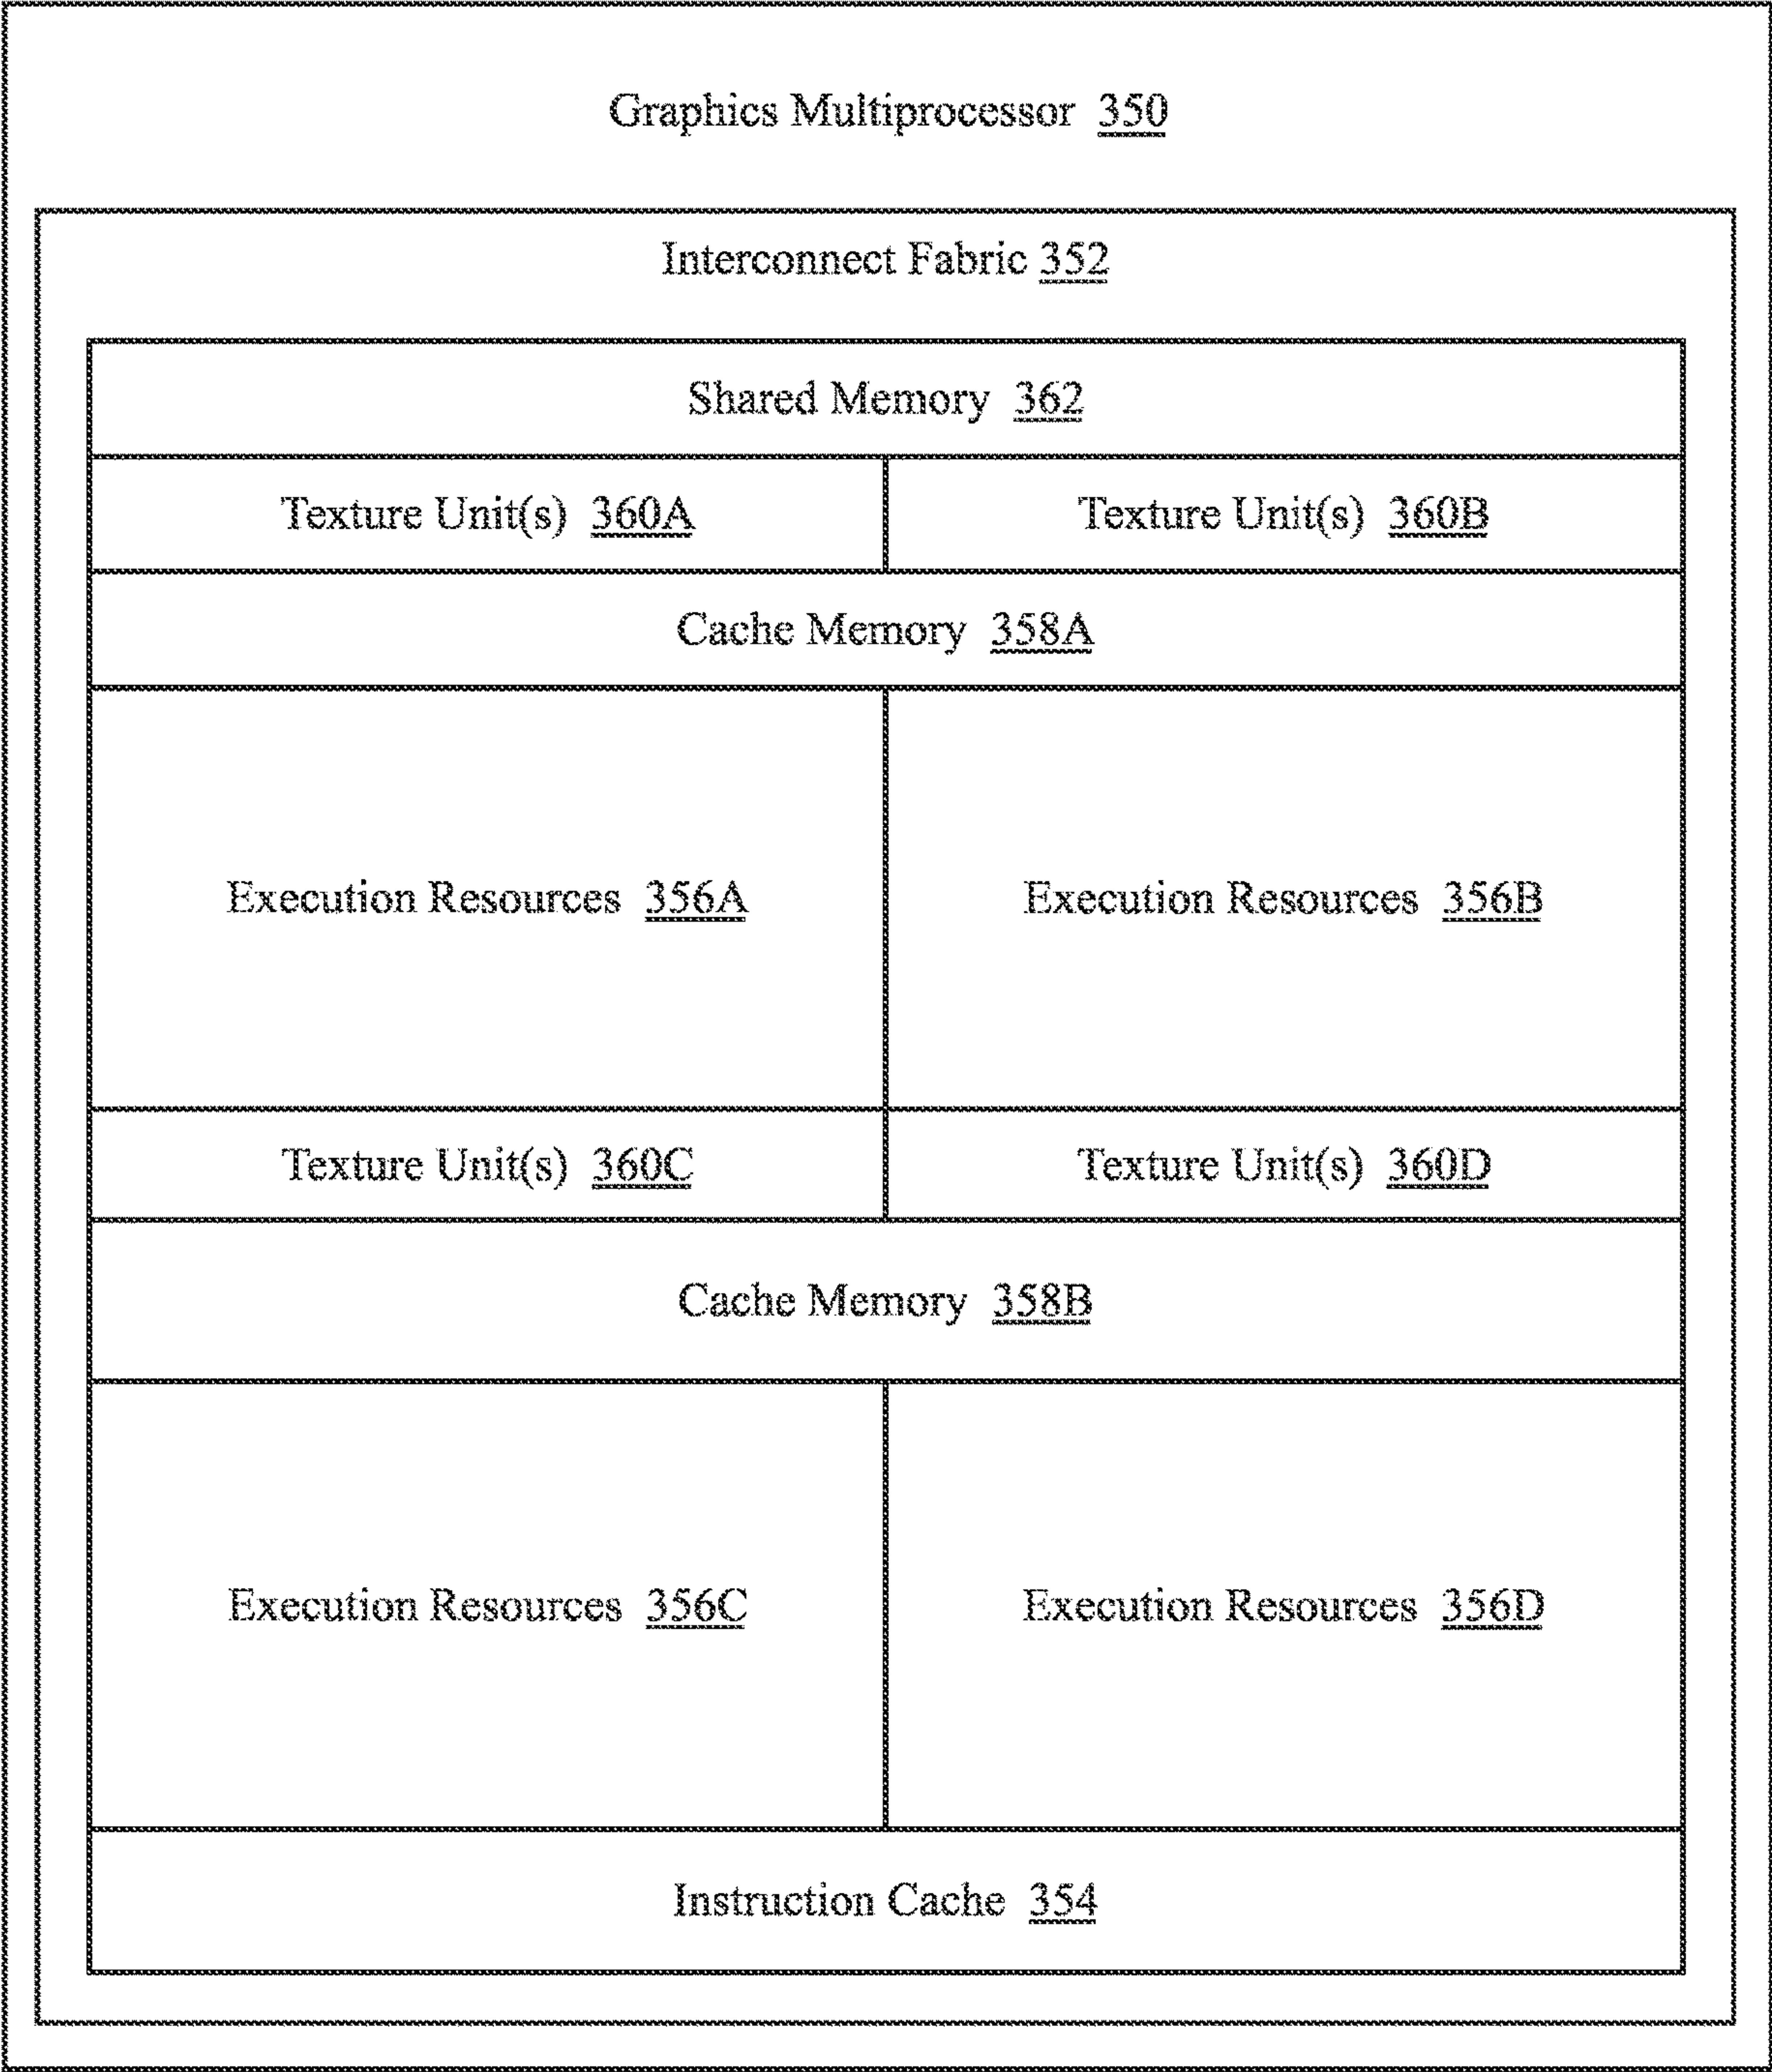 Graphics Multiprocessor 350
Interconnect Fabric 352
Shared Memory 362
Texture Unit(s) 360A
Texture Unit(s) 360B
Cache Memory 358A
Execution Resources 356A
Execution Resources 356B
Texture Unit(s) 360C
Texture Unit(s) 360D
Cache Memory 358B
Execution Resources 356C
Execution Resources 356D
Instruction Cache 354